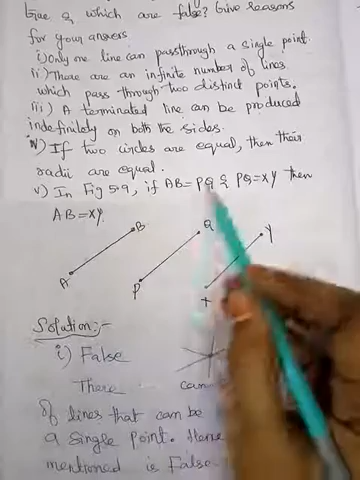 True & which are false? Give reasons
for your answers
i) Only one line can pass through a single point.
ii) There are an infinite number of lines
which pass through two distinct points.
iii) A terminated line can be produced
indefinitely on both the sides.
iv) If two circles are equal, then their
radii are equal.
v) In Fig 5.9, if AB=PQ & PQ=XY then
AB=XY.
A B P Q X Y
Solution:-
i) False
There can
of lines that can be
a single point. Hence
mentioned is False.